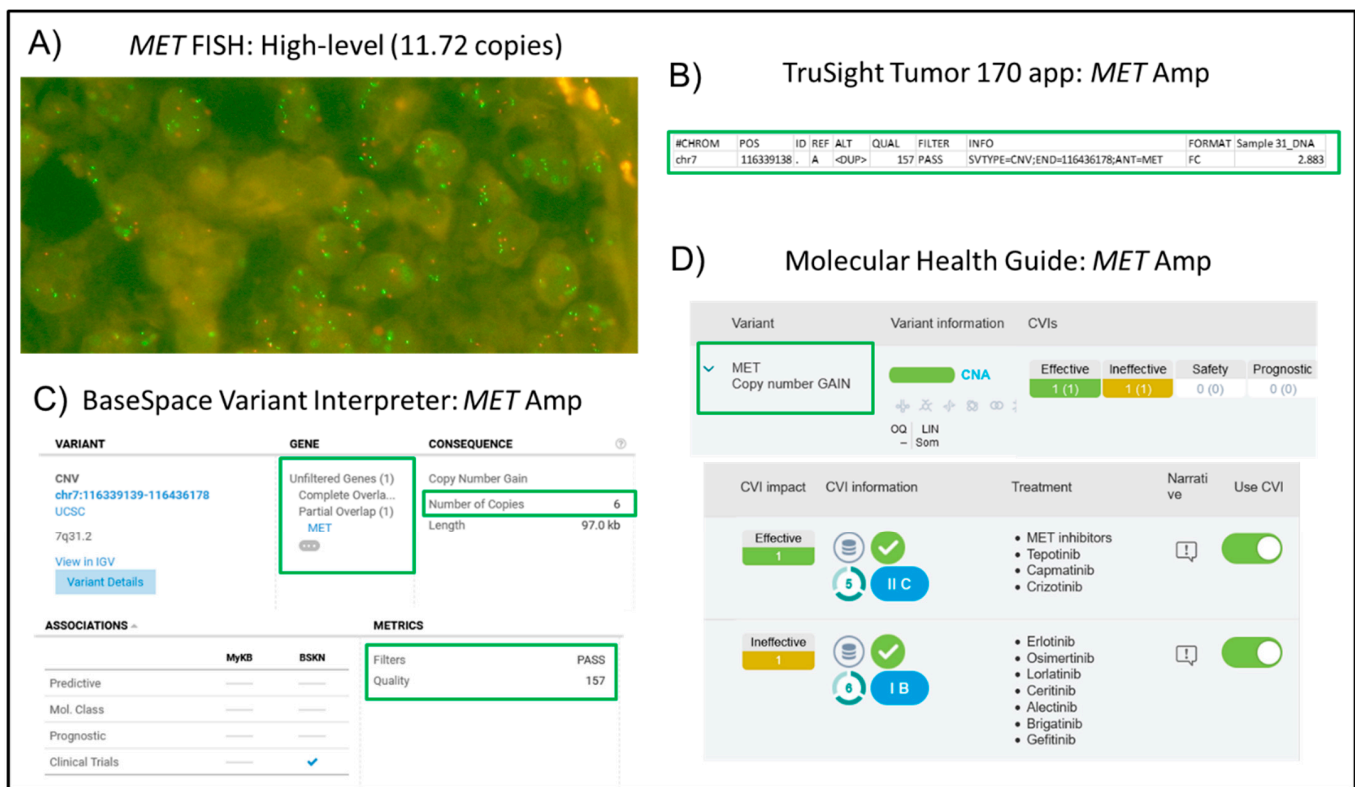 A) MET FISH: High-level (11.72 copies)
B) TruSight Tumor 170 app: MET Amp
#CHROM POS ID REF ALT QUAL FILTER INFO FORMAT Sample 31_DNA
chr7 116339138 . A <DUP> 157 PASS SVTYPE=CNV;END=116436178;ANT=MET FC 2.883
C) BaseSpace Variant Interpreter: MET Amp
VARIANT GENE CONSEQUENCE ?
CNV
chr7:116339139-116436178
UCSC
7q31.2
View in IGV
Variant Details
Unfiltered Genes (1)
Complete Overla...
Partial Overlap (1)
MET
Copy Number Gain
Number of Copies 6
Length 97.0 kb
ASSOCIATIONS
MyKB BSKN
Predictive
Mol. Class
Prognostic
Clinical Trials
METRICS
Filters PASS
Quality 157
D) Molecular Health Guide: MET Amp
Variant Variant information CVIs
MET
Copy number GAIN
CNA
OQ LIN
– Som
Effective Ineffective Safety Prognostic
1 (1) 1 (1) 0 (0) 0 (0)
CVI impact CVI information Treatment Narrati
ve Use CVI
Effective
1
5 II C
• MET inhibitors
• Tepotinib
• Capmatinib
• Crizotinib
Ineffective
1
6 I B
• Erlotinib
• Osimertinib
• Lorlatinib
• Ceritinib
• Alectinib
• Brigatinib
• Gefitinib